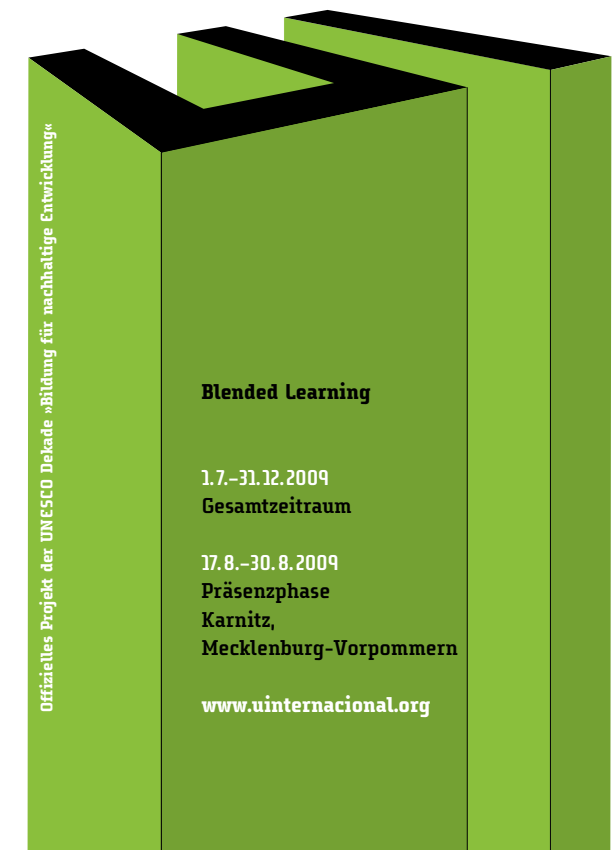 Offizielles Projekt der UNESCO Dekade »Bildung für nachhaltige Entwicklung«
Blended Learning
1.7.–31.12.2009
Gesamtzeitraum
17.8.–30.8.2009
Präsenzphase
Karnitz,
Mecklenburg-Vorpommern
www.uinternacional.org